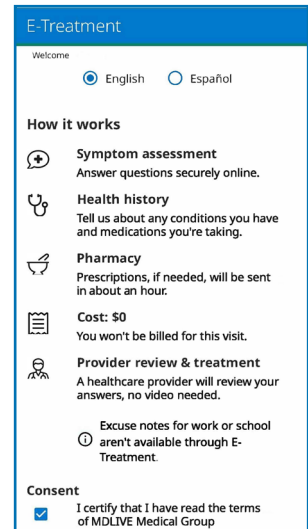 E-Treatment
Welcome
English Español
How it works
Symptom assessment
Answer questions securely online.
Health history
Tell us about any conditions you have
and medications you're taking.
Pharmacy
Prescriptions, if needed, will be sent
in about an hour.
Cost: $0
You won't be billed for this visit.
Provider review & treatment
A healthcare provider will review your
answers, no video needed.
Excuse notes for work or school
aren't available through E-
Treatment.
Consent
I certify that I have read the terms
of MDLIVE Medical Group